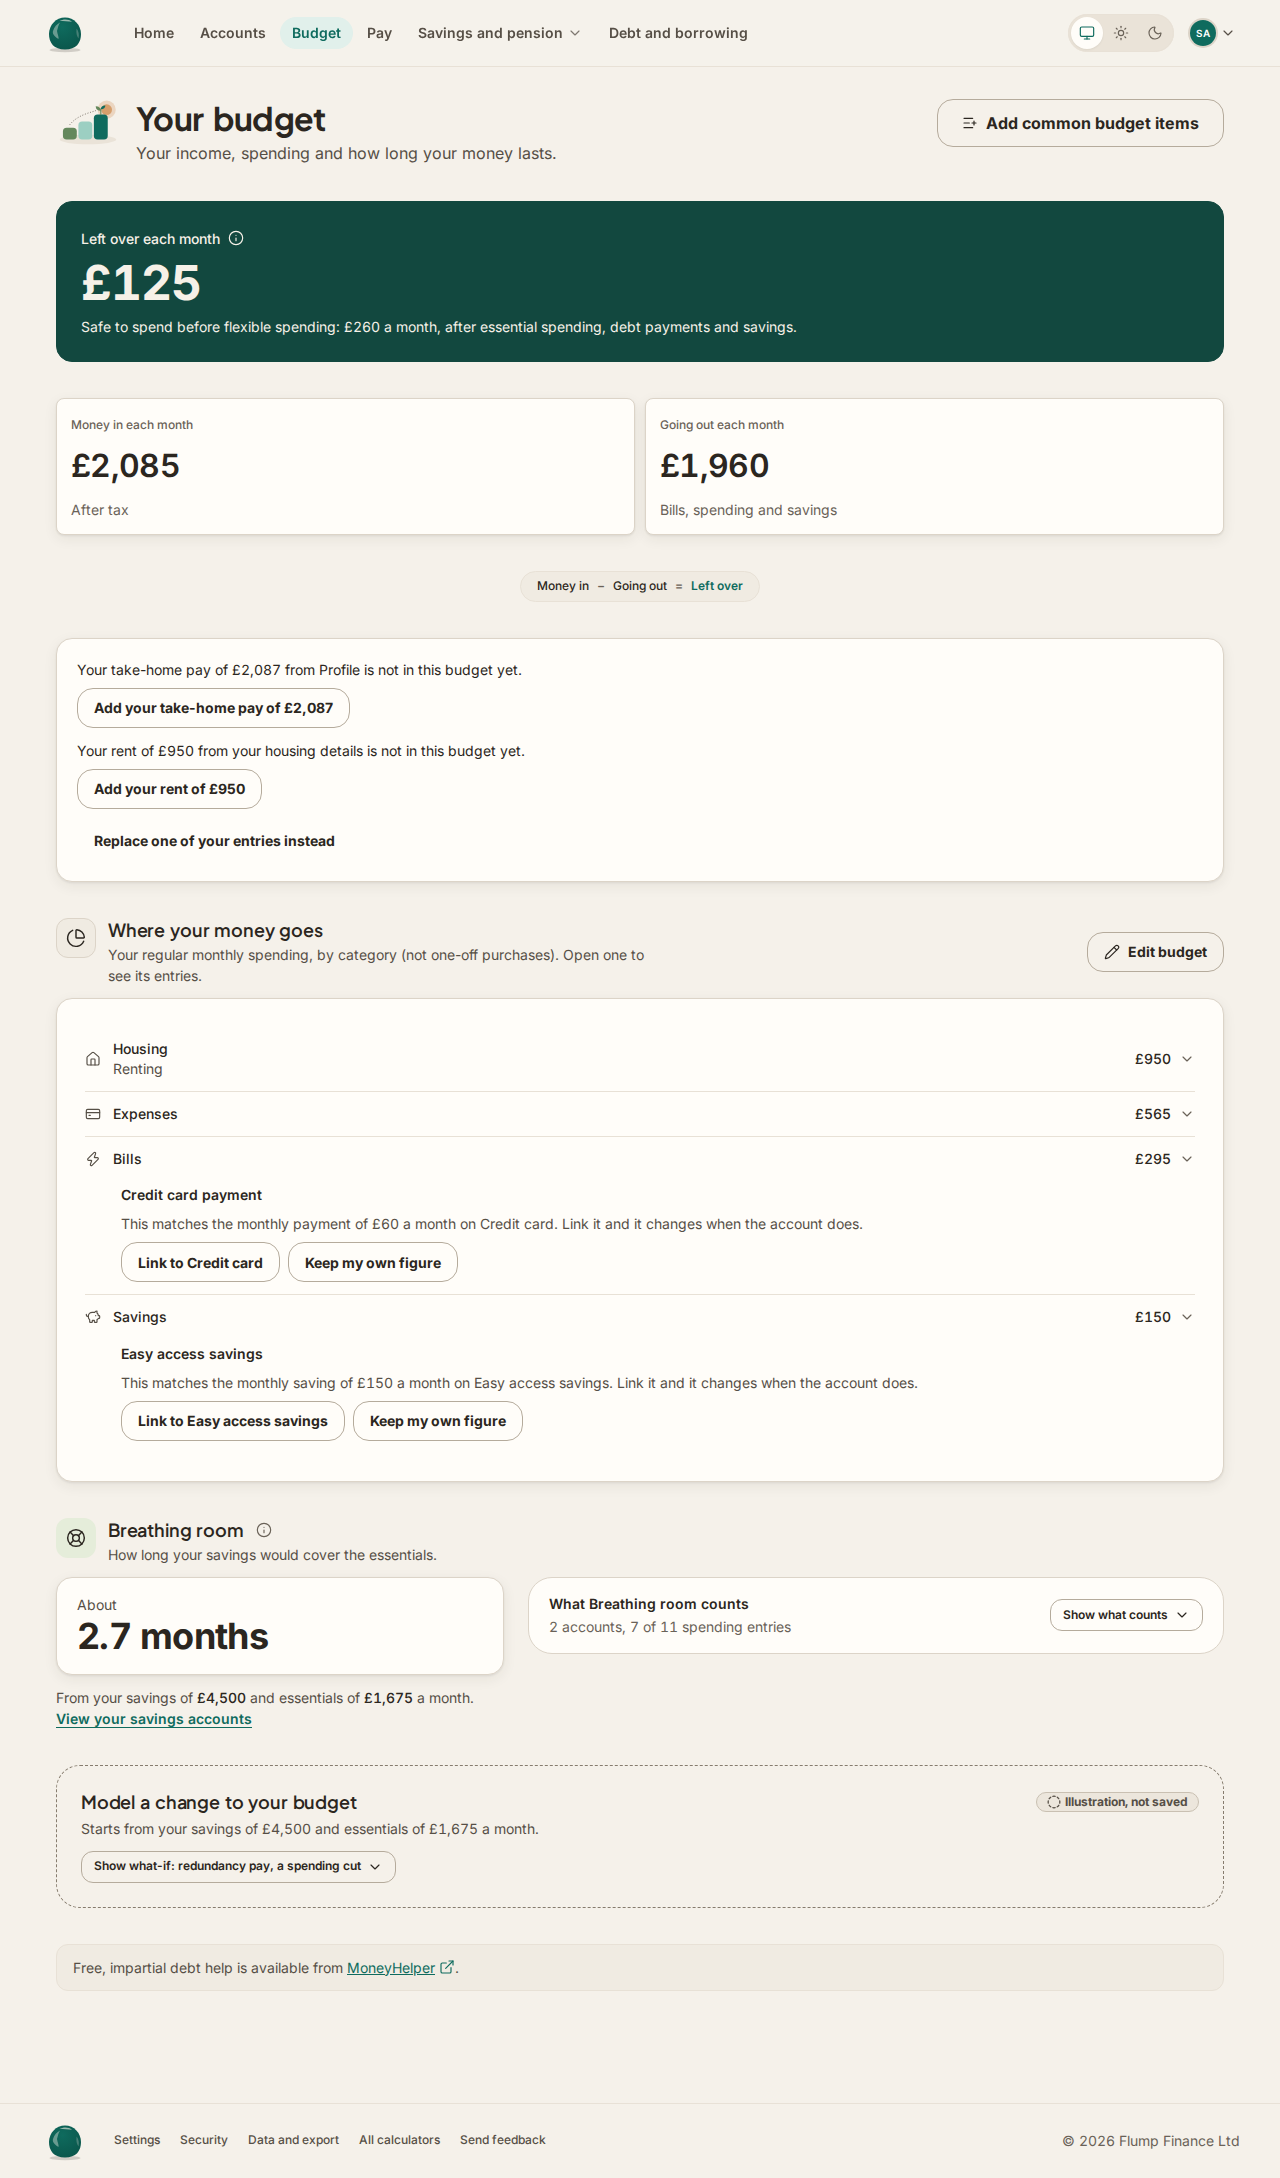 Home
Accounts
Budget
Pay
Savings and pension
Debt and borrowing
SA
Your budget
Your income, spending and how long your money lasts.
Add common budget items
Left over each month
£125
Safe to spend before flexible spending: £260 a month, after essential spending, debt payments and savings.
Money in each month
£2,085
After tax
Going out each month
£1,960
Bills, spending and savings
Money in − Going out = Left over
Your take-home pay of £2,087 from Profile is not in this budget yet.
Add your take-home pay of £2,087
Your rent of £950 from your housing details is not in this budget yet.
Add your rent of £950
Replace one of your entries instead
Where your money goes
Your regular monthly spending, by category (not one-off purchases). Open one to
see its entries.
Edit budget
Housing
Renting
£950
Expenses
£565
Bills
£295
Credit card payment
This matches the monthly payment of £60 a month on Credit card. Link it and it changes when the account does.
Link to Credit card
Keep my own figure
Savings
£150
Easy access savings
This matches the monthly saving of £150 a month on Easy access savings. Link it and it changes when the account does.
Link to Easy access savings
Keep my own figure
Breathing room
How long your savings would cover the essentials.
About
2.7 months
What Breathing room counts
2 accounts, 7 of 11 spending entries
Show what counts
From your savings of £4,500 and essentials of £1,675 a month.
View your savings accounts
Model a change to your budget
Illustration, not saved
Starts from your savings of £4,500 and essentials of £1,675 a month.
Show what-if: redundancy pay, a spending cut
Free, impartial debt help is available from MoneyHelper.
Settings
Security
Data and export
All calculators
Send feedback
© 2026 Flump Finance Ltd